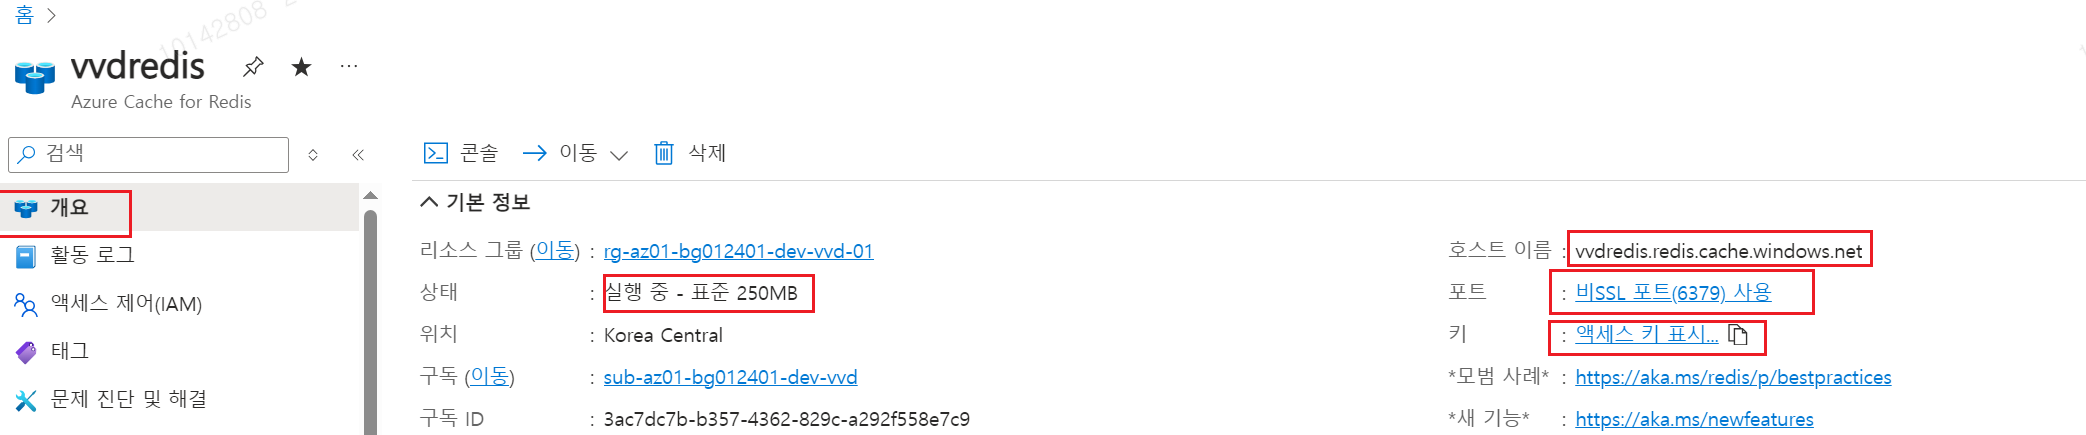 홈 >
10142808
vvdredis
Azure Cache for Redis
검색
콘솔 이동 삭제
개요
활동 로그
액세스 제어(IAM)
태그
문제 진단 및 해결
기본 정보
리소스 그룹 (이동) : rg-az01-bg012401-dev-vvd-01
상태 : 실행 중 - 표준 250MB
위치 : Korea Central
구독 (이동) : sub-az01-bg012401-dev-vvd
구독 ID : 3ac7dc7b-b357-4362-829c-a292f558e7c9
호스트 이름 : vvdredis.redis.cache.windows.net
포트 : 비SSL 포트(6379) 사용
키 : 액세스 키 표시...
*모범 사례* : https://aka.ms/redis/p/bestpractices
*새 기능* : https://aka.ms/newfeatures